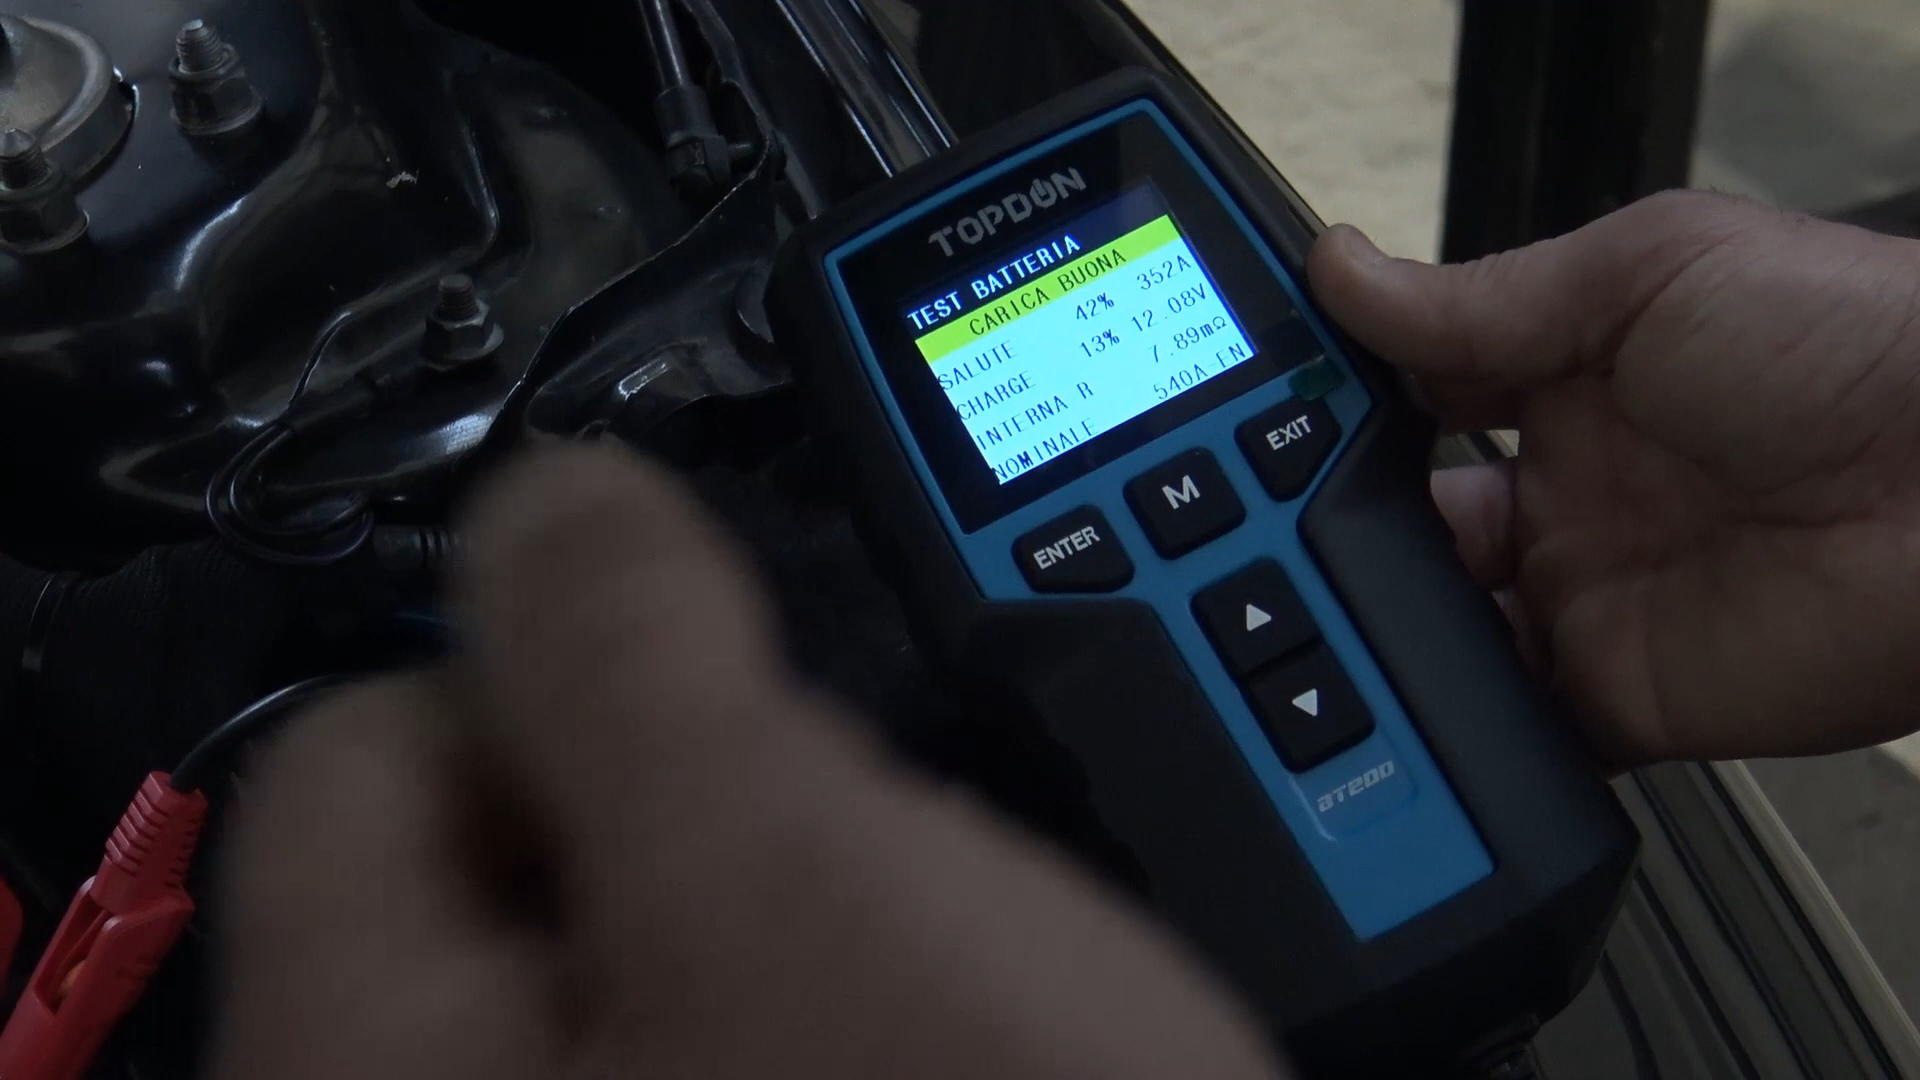 TOPDON
TEST BATTERIA
CARICA BUONA
SALUTE 42% 352A
CHARGE 13% 12.08V
INTERNA R 7.89mΩ
NOMINALE 540A-EN
ENTER M EXIT
BT200